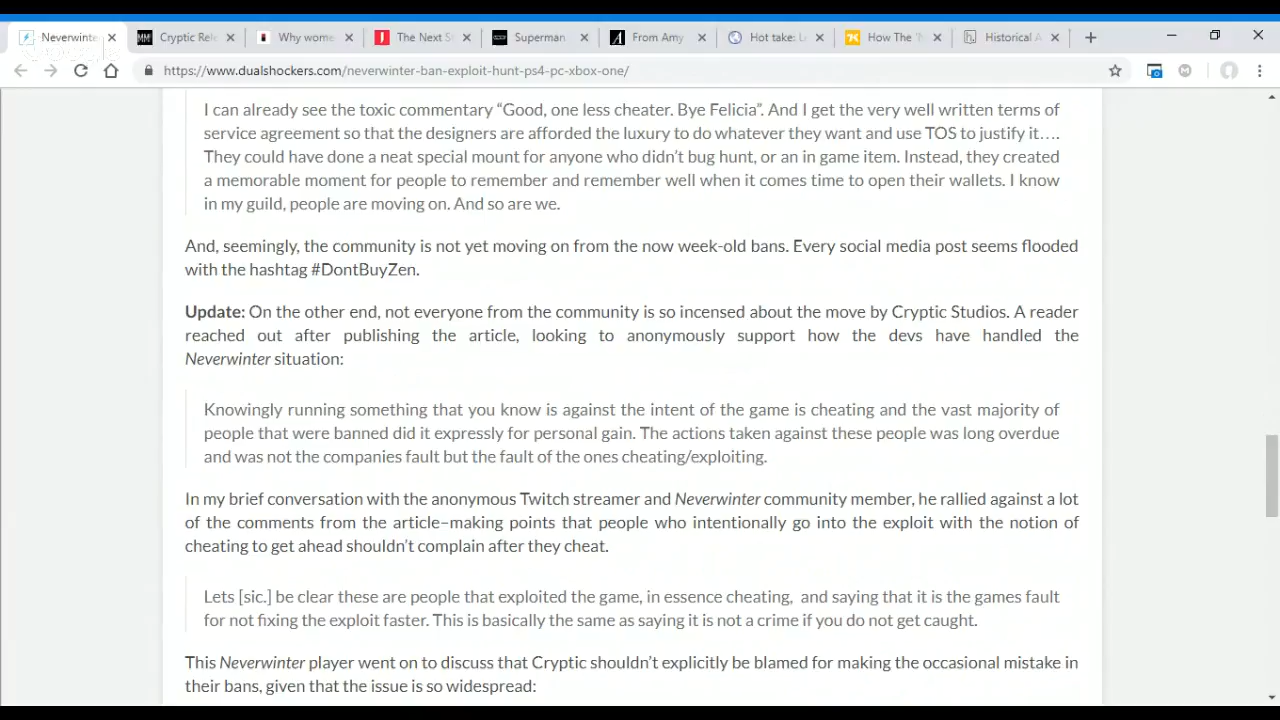 Neverwinte
Cryptic Rele
Why wome
The Next S
Superman
From Amy
Hot take: L
How The '
Historical A
https://www.dualshockers.com/neverwinter-ban-exploit-hunt-ps4-pc-xbox-one/
I can already see the toxic commentary “Good, one less cheater. Bye Felicia”. And I get the very well written terms of
service agreement so that the designers are afforded the luxury to do whatever they want and use TOS to justify it….
They could have done a neat special mount for anyone who didn’t bug hunt, or an in game item. Instead, they created
a memorable moment for people to remember and remember well when it comes time to open their wallets. I know
in my guild, people are moving on. And so are we.
And, seemingly, the community is not yet moving on from the now week-old bans. Every social media post seems flooded
with the hashtag #DontBuyZen.
Update: On the other end, not everyone from the community is so incensed about the move by Cryptic Studios. A reader
reached out after publishing the article, looking to anonymously support how the devs have handled the
Neverwinter situation:
Knowingly running something that you know is against the intent of the game is cheating and the vast majority of
people that were banned did it expressly for personal gain. The actions taken against these people was long overdue
and was not the companies fault but the fault of the ones cheating/exploiting.
In my brief conversation with the anonymous Twitch streamer and Neverwinter community member, he rallied against a lot
of the comments from the article–making points that people who intentionally go into the exploit with the notion of
cheating to get ahead shouldn’t complain after they cheat.
Lets [sic.] be clear these are people that exploited the game, in essence cheating, and saying that it is the games fault
for not fixing the exploit faster. This is basically the same as saying it is not a crime if you do not get caught.
This Neverwinter player went on to discuss that Cryptic shouldn’t explicitly be blamed for making the occasional mistake in
their bans, given that the issue is so widespread: